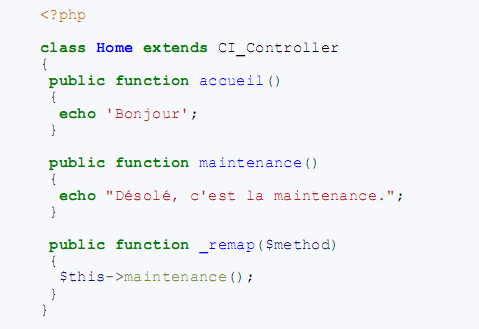 <?php
class Home extends CI_Controller
{
public function accueil()
{
echo 'Bonjour';
}
public function maintenance()
{
echo "Désolé, c'est la maintenance.";
}
public function _remap($method)
{
$this->maintenance();
}
}